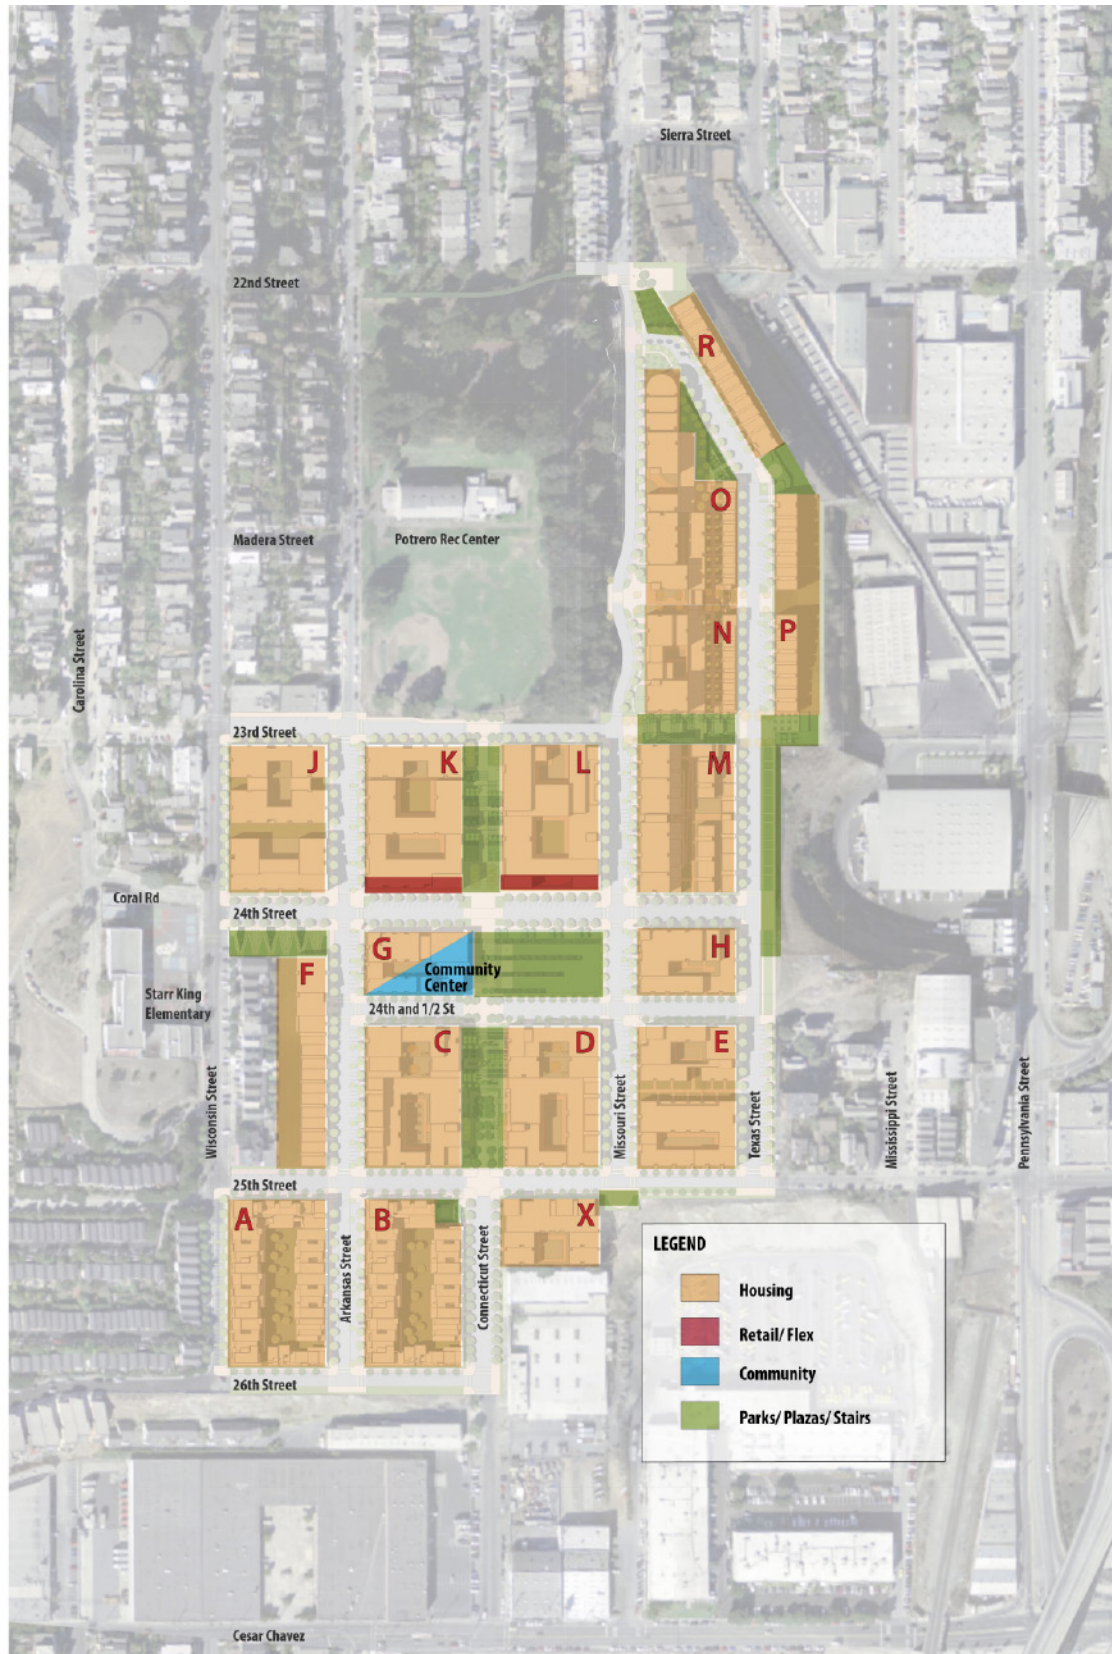 Sierra Street
22nd Street
R
O
Madera Street
Potrero Rec Center
Carolina Street
N
P
23rd Street
J
K
L
M
Coral Rd
24th Street
G
H
F
Community
Center
Starr King
Elementary
24th and 1/2 St
C
D
E
Wisconsin Street
Missouri Street
Texas Street
Mississippi Street
Pennsylvania Street
25th Street
A
B
X
Arkansas Street
Connecticut Street
LEGEND
Housing
Retail/ Flex
Community
Parks/ Plazas/ Stairs
26th Street
Cesar Chavez